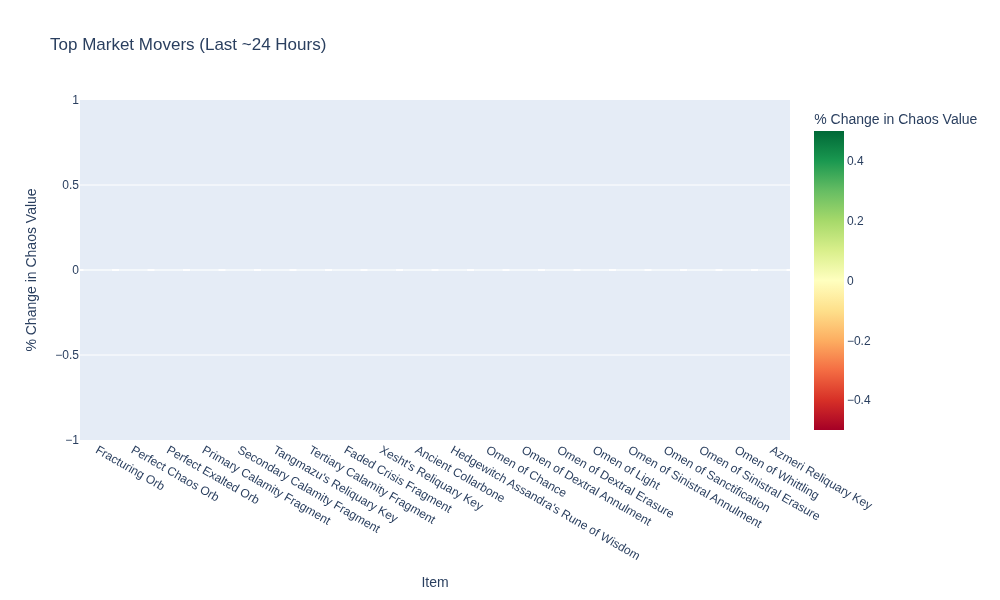 Top Market Movers (Last ~24 Hours)
% Change in Chaos Value
1
0.5
0
−0.5
−1
% Change in Chaos Value
0.4
0.2
0
−0.2
−0.4
Fracturing Orb
Perfect Chaos Orb
Perfect Exalted Orb
Primary Calamity Fragment
Secondary Calamity Fragment
Tangmazu's Reliquary Key
Tertiary Calamity Fragment
Faded Crisis Fragment
Xesht's Reliquary Key
Ancient Collarbone
Hedgewitch Assandra's Rune of Wisdom
Omen of Chance
Omen of Dextral Annulment
Omen of Dextral Erasure
Omen of Light
Omen of Sinistral Annulment
Omen of Sanctification
Omen of Sinistral Erasure
Omen of Whittling
Azmeri Reliquary Key
Item